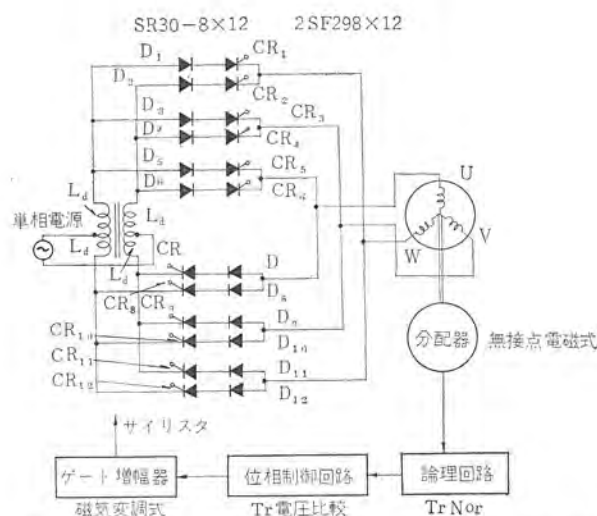 SR30-8×12 2SF298×12
D1
CR1
D2
CR2
D3
CR3
D4
CR4
D5
CR5
D6
Ld
単相電源
Ld
Ld
CR
Ld
D
CR8
CR9
D8
D9
CR10
D10
CR11
D11
CR12
D12
U
V
W
分配器
無接点電磁式
サイリスタ
ゲート増幅器
位相制御回路
論理回路
磁気変調式
Tr電圧比較
TrNor